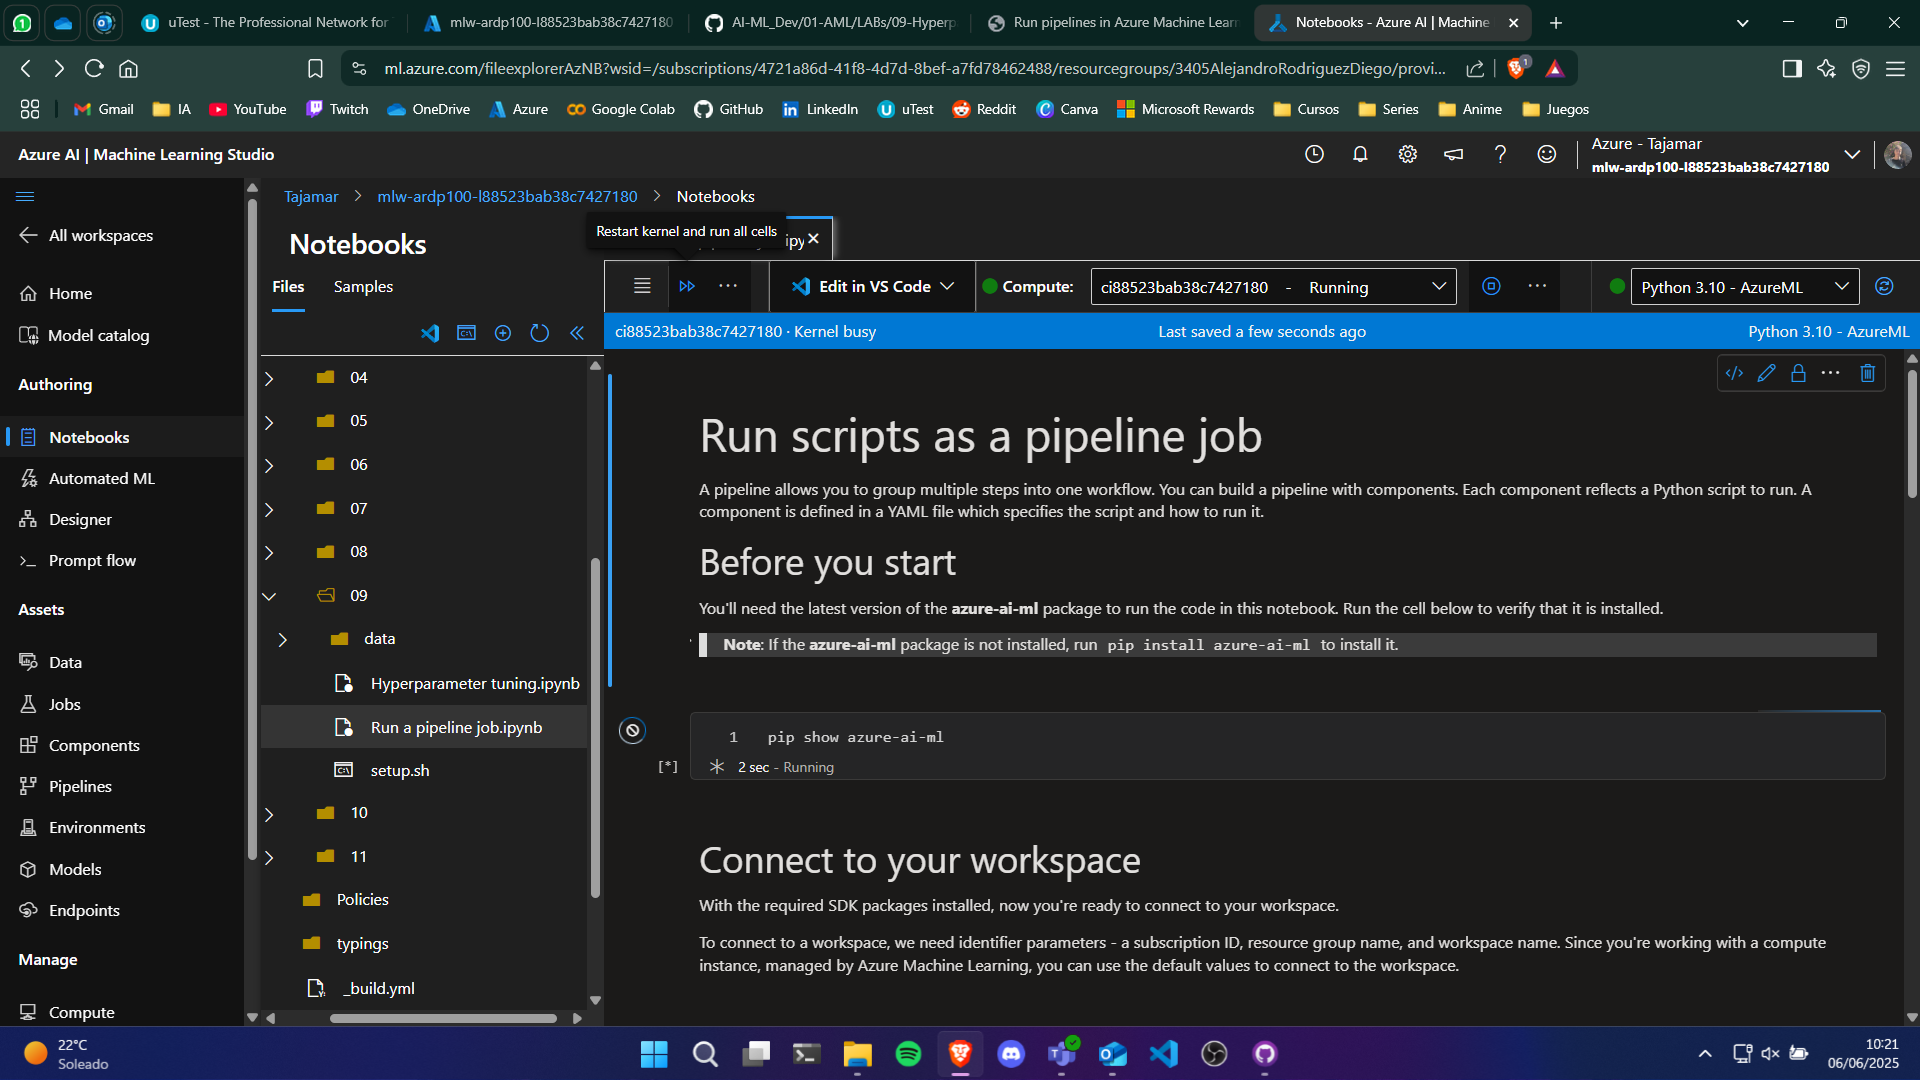 uTest - The Professional Network for
mlw-ardp100-l88523bab38c7427180
AI-ML_Dev/01-AML/LABs/09-Hyperp
Run pipelines in Azure Machine Learn
Notebooks - Azure AI | Machine
ml.azure.com/fileexplorerAzNB?wsid=/subscriptions/4721a86d-41f8-4d7d-8bef-a7fd78462488/resourcegroups/3405AlejandroRodriguezDiego/provi...
1
Gmail
IA
YouTube
Twitch
OneDrive
Azure
Google Colab
GitHub
LinkedIn
uTest
Reddit
Canva
Microsoft Rewards
Cursos
Series
Anime
Juegos
Azure AI | Machine Learning Studio
Azure - Tajamar
mlw-ardp100-l88523bab38c7427180
Tajamar > mlw-ardp100-l88523bab38c7427180 > Notebooks
All workspaces
Home
Model catalog
Authoring
Notebooks
Automated ML
Designer
Prompt flow
Assets
Data
Jobs
Components
Pipelines
Environments
Models
Endpoints
Manage
Compute
Notebooks
Files
Samples
04
05
06
07
08
09
data
Hyperparameter tuning.ipynb
Run a pipeline job.ipynb
setup.sh
10
11
Policies
typings
_build.yml
Restart kernel and run all cells
.ipy
Edit in VS Code
Compute:
ci88523bab38c7427180 - Running
Python 3.10 - AzureML
ci88523bab38c7427180 · Kernel busy
Last saved a few seconds ago
Python 3.10 - AzureML
Run scripts as a pipeline job
A pipeline allows you to group multiple steps into one workflow. You can build a pipeline with components. Each component reflects a Python script to run. A
component is defined in a YAML file which specifies the script and how to run it.
Before you start
You'll need the latest version of the azure-ai-ml package to run the code in this notebook. Run the cell below to verify that it is installed.
Note: If the azure-ai-ml package is not installed, run pip install azure-ai-ml to install it.
1 pip show azure-ai-ml
[*]
2 sec - Running
Connect to your workspace
With the required SDK packages installed, now you're ready to connect to your workspace.
To connect to a workspace, we need identifier parameters - a subscription ID, resource group name, and workspace name. Since you're working with a compute
instance, managed by Azure Machine Learning, you can use the default values to connect to the workspace.
22°C
Soleado
10:21
06/06/2025